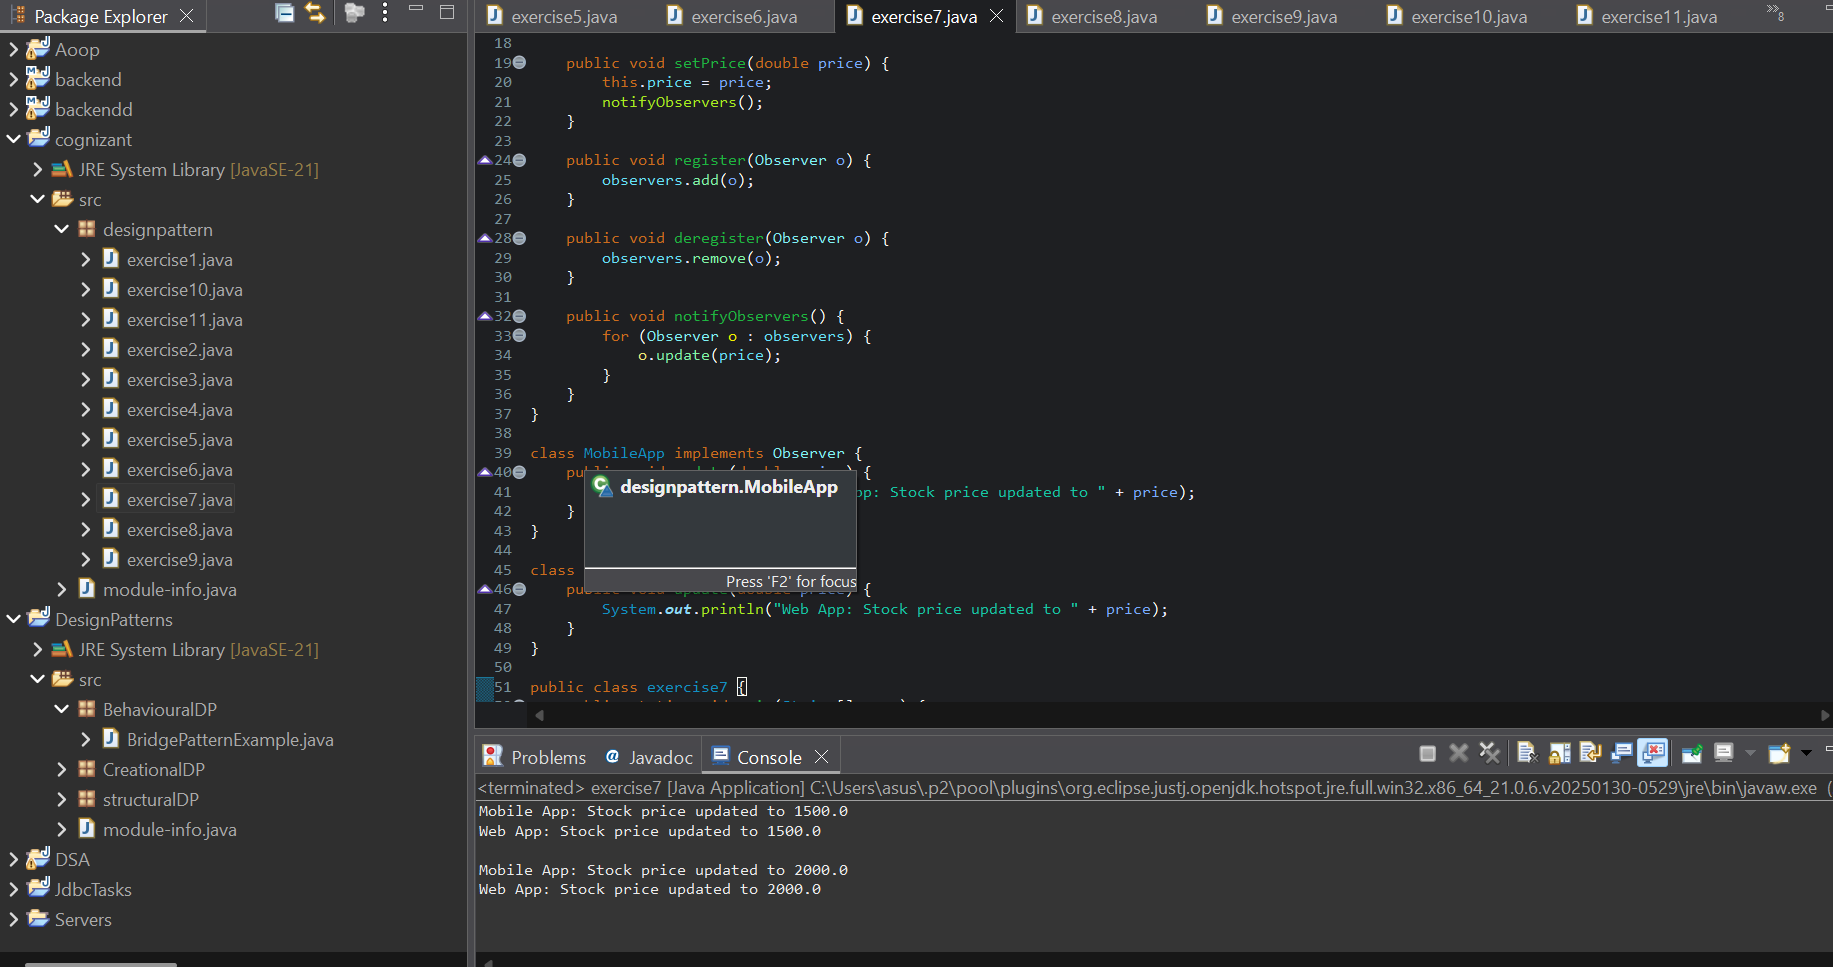 Package Explorer
Aoop
backend
backendd
cognizant
JRE System Library [JavaSE-21]
src
designpattern
exercise1.java
exercise10.java
exercise11.java
exercise2.java
exercise3.java
exercise4.java
exercise5.java
exercise6.java
exercise7.java
exercise8.java
exercise9.java
module-info.java
DesignPatterns
JRE System Library [JavaSE-21]
src
BehaviouralDP
BridgePatternExample.java
CreationalDP
structuralDP
module-info.java
DSA
JdbcTasks
Servers
exercise5.java exercise6.java exercise7.java exercise8.java exercise9.java exercise10.java exercise11.java »8
18
19 public void setPrice(double price) {
20 this.price = price;
21 notifyObservers();
22 }
23
24 public void register(Observer o) {
25 observers.add(o);
26 }
27
28 public void deregister(Observer o) {
29 observers.remove(o);
30 }
31
32 public void notifyObservers() {
33 for (Observer o : observers) {
34 o.update(price);
35 }
36 }
37 }
38
39 class MobileApp implements Observer {
40 pu {
41 pp: Stock price updated to " + price);
42 }
43 }
44
45 class
46 pu {
47 System.out.println("Web App: Stock price updated to " + price);
48 }
49 }
50
51 public class exercise7 {
designpattern.MobileApp
Press 'F2' for focus
Problems @ Javadoc Console
<terminated> exercise7 [Java Application] C:\Users\asus\.p2\pool\plugins\org.eclipse.justj.openjdk.hotspot.jre.full.win32.x86_64_21.0.6.v20250130-0529\jre\bin\javaw.exe (
Mobile App: Stock price updated to 1500.0
Web App: Stock price updated to 1500.0
Mobile App: Stock price updated to 2000.0
Web App: Stock price updated to 2000.0